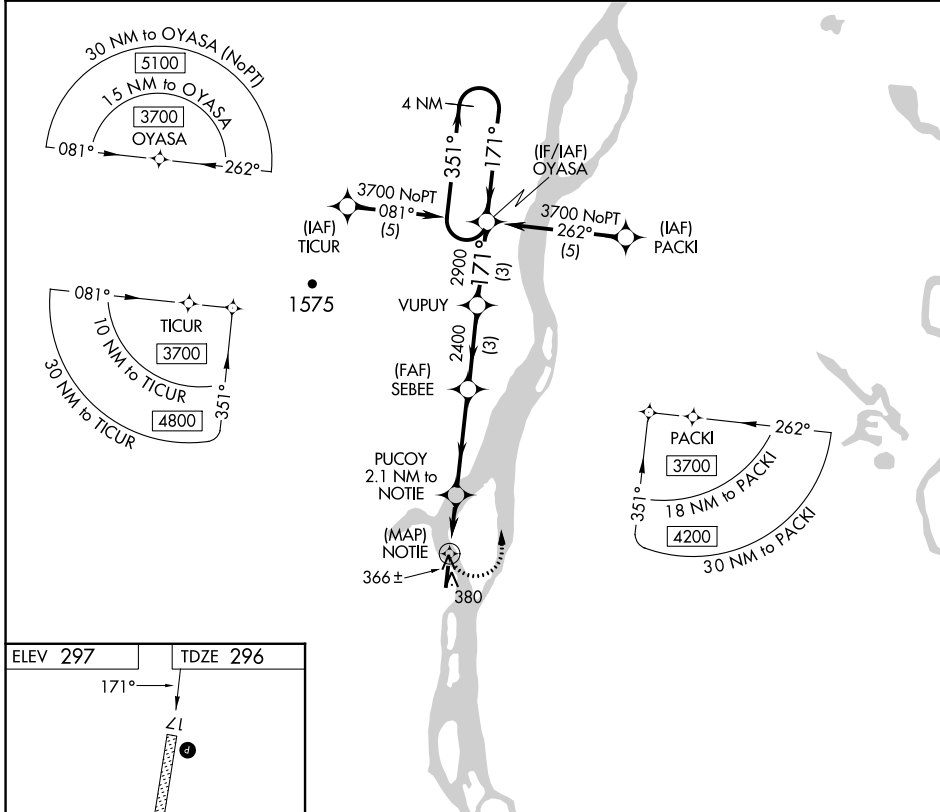 30 NM to OYASA (NoPT)
5100
15 NM to OYASA
3700
OYASA
081°
262°
4 NM
351°
171°
(IF/IAF)
OYASA
3700 NoPT
081°
(5)
(IAF)
TICUR
3700 NoPT
262°
(5)
(IAF)
PACKI
2900
171°
(3)
1575
VUPUY
2400
(3)
(FAF)
SEBEE
081°
TICUR
3700
10 NM to TICUR
4800
30 NM to TICUR
351°
PUCOY
2.1 NM to
NOTIE
(MAP)
NOTIE
366±
380
PACKI
262°
3700
18 NM to PACKI
4200
30 NM to PACKI
351°
ELEV 297
TDZE 296
171°
17
P